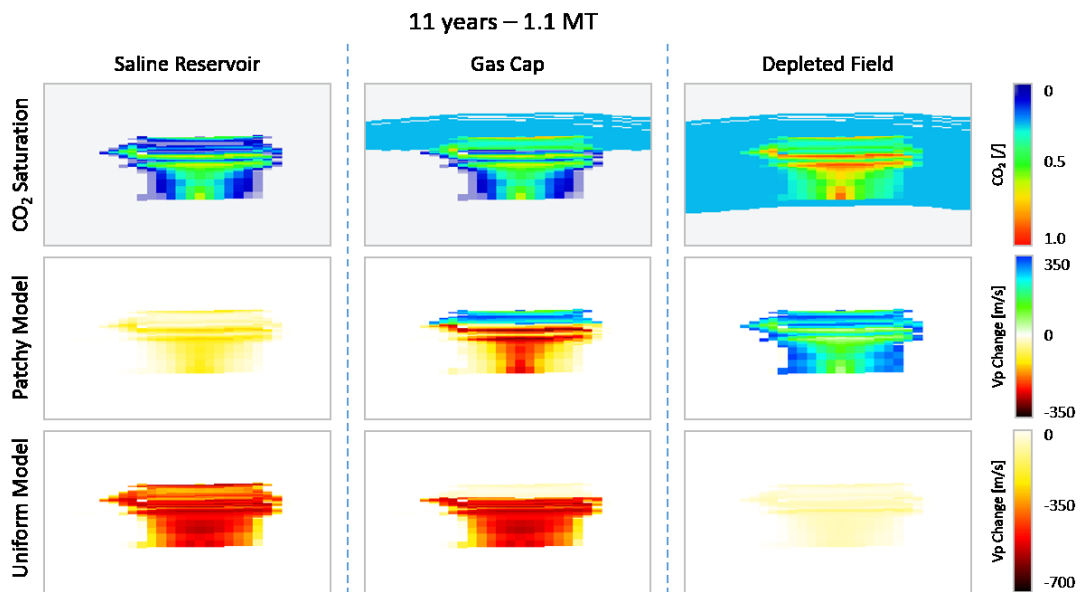 11 years – 1.1 MT
Saline Reservoir
Gas Cap
Depleted Field
CO₂ Saturation
0
0.5
1.0
CO₂ [/]
Patchy Model
350
0
-350
Vp Change [m/s]
Uniform Model
0
-350
-700
Vp Change [m/s]